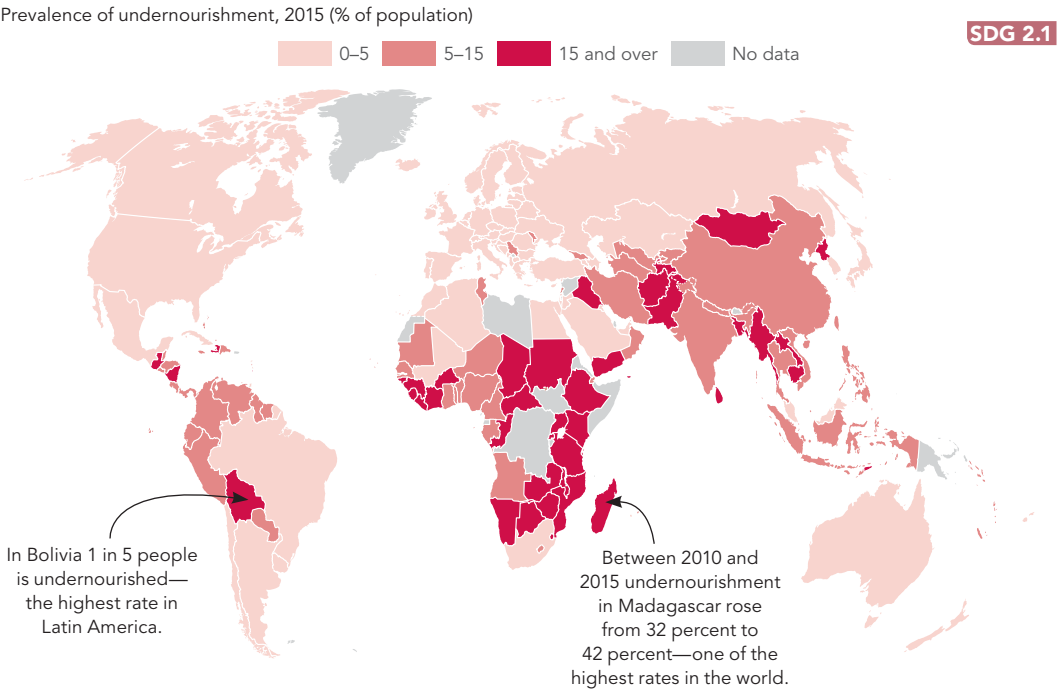 Prevalence of undernourishment, 2015 (% of population)
SDG 2.1
0–5
5–15
15 and over
No data
In Bolivia 1 in 5 people
is undernourished—
the highest rate in
Latin America.
Between 2010 and
2015 undernourishment
in Madagascar rose
from 32 percent to
42 percent—one of the
highest rates in the world.